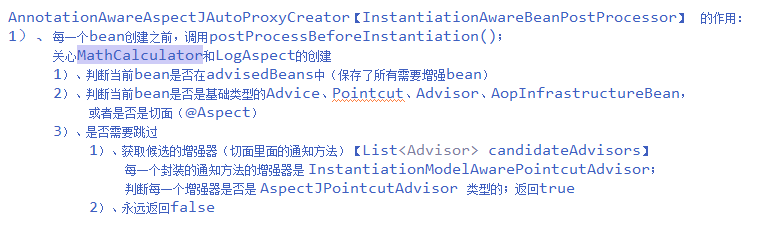 AnnotationAwareAspectJAutoProxyCreator【InstantiationAwareBeanPostProcessor】 的作用:
1)、每一个bean创建之前，调用postProcessBeforeInstantiation();
关心MathCalculator和LogAspect的创建
1)、判断当前bean是否在advisedBeans中（保存了所有需要增强bean）
2)、判断当前bean是否是基础类型的Advice、Pointcut、Advisor、AopInfrastructureBean,
或者是否是切面（@Aspect）
3)、是否需要跳过
1)、获取候选的增强器（切面里面的通知方法）【List<Advisor> candidateAdvisors】
每一个封装的通知方法的增强器是 InstantiationModelAwarePointcutAdvisor;
判断每一个增强器是否是 AspectJPointcutAdvisor 类型的; 返回true
2)、永远返回false